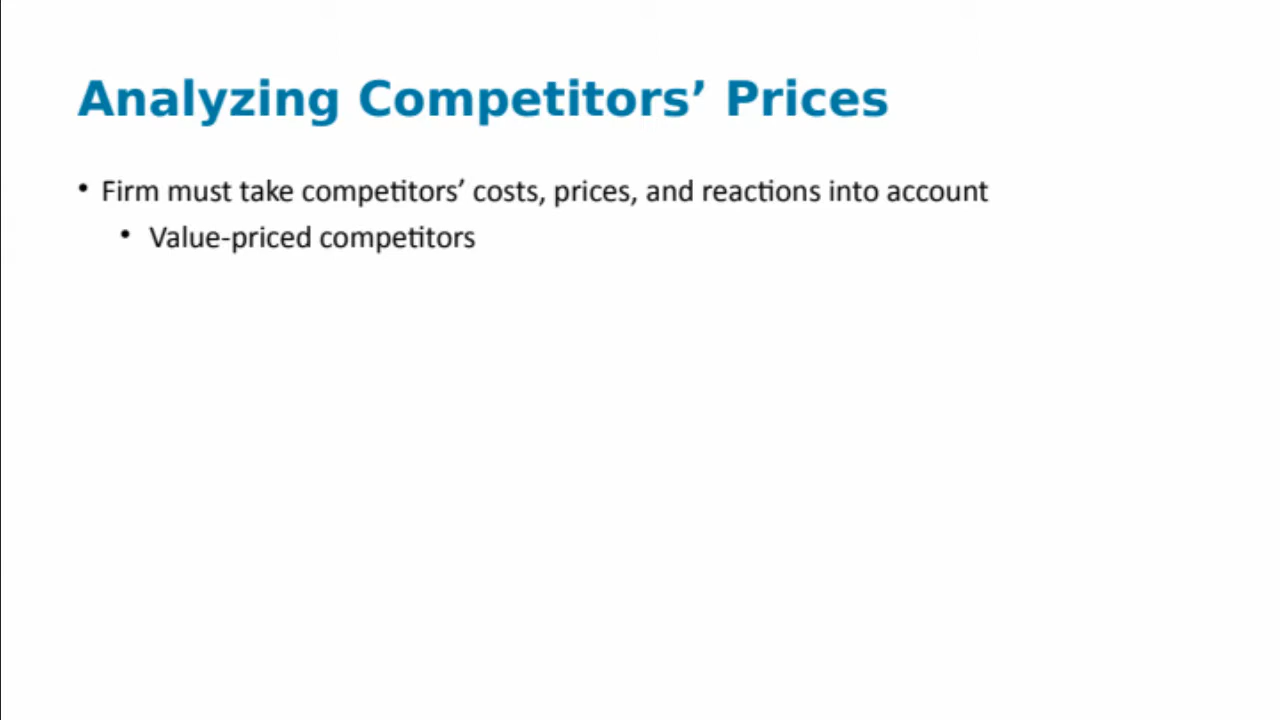 Analyzing Competitors’ Prices
• Firm must take competitors’ costs, prices, and reactions into account
• Value-priced competitors